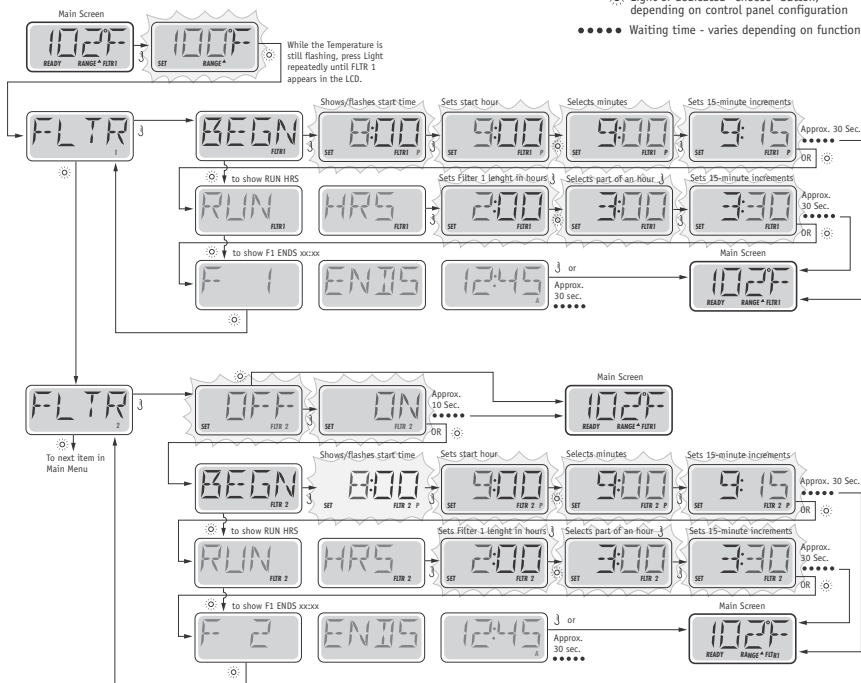 Light or dedicated "Choose" button,
depending on control panel configuration
Waiting time - varies depending on function
Main Screen
102°F
READY RANGE FLTR1
100°F
SET RANGE
While the Temperature is
still flashing, press Light
repeatedly until FLTR 1
appears in the LCD.
Shows/flashes start time
Sets start hour
Selects minutes
Sets 15-minute increments
FLTR
1
BEGN
FLTR1
8:00
SET FLTR1 P
9:00
SET FLTR1 P
9:00
SET FLTR1 P
9:15
SET FLTR1 P
Approx. 30 Sec.
OR
to show RUN HRS
Sets Filter 1 lenght in hours
Selects part of an hour
Sets 15-minute increments
RUN
FLTR1
HRS
FLTR1
2:00
SET FLTR1
3:00
SET FLTR1
3:30
SET FLTR1
Approx.
30 Sec.
OR
to show F1 ENDS xx:xx
F 1
ENDS
12:45
A
or
Approx.
30 sec.
Main Screen
102°F
READY RANGE FLTR1
FLTR
2
OFF
SET FLTR 2
ON
SET FLTR 2
Approx.
10 Sec.
OR
Main Screen
102°F
READY RANGE FLTR1
To next item in
Main Menu
Shows/flashes start time
Sets start hour
Selects minutes
Sets 15-minute increments
BEGN
FLTR 2
8:00
SET FLTR 2 P
9:00
SET FLTR 2 P
9:00
SET FLTR 2 P
9:15
SET FLTR 2 P
Approx. 30 Sec.
OR
to show RUN HRS
Sets Filter 1 lenght in hours
Selects part of an hour
Sets 15-minute increments
RUN
FLTR 2
HRS
FLTR 2
2:00
SET FLTR 2
3:00
SET FLTR 2
3:30
SET FLTR 2
Approx.
30 Sec.
OR
to show F1 ENDS xx:xx
F 2
ENDS
12:45
A
or
Approx.
30 sec.
Main Screen
102°F
READY RANGE FLTR1